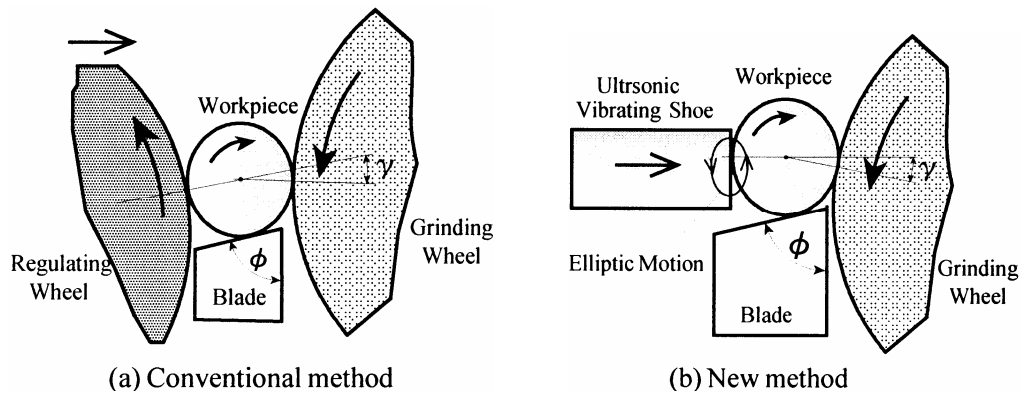 Workpiece
γ
Grinding
Wheel
Regulating
Wheel
ϕ
Blade
(a) Conventional method
Ultrsonic
Vibrating Shoe
Workpiece
γ
Elliptic Motion
ϕ
Grinding
Wheel
Blade
(b) New method